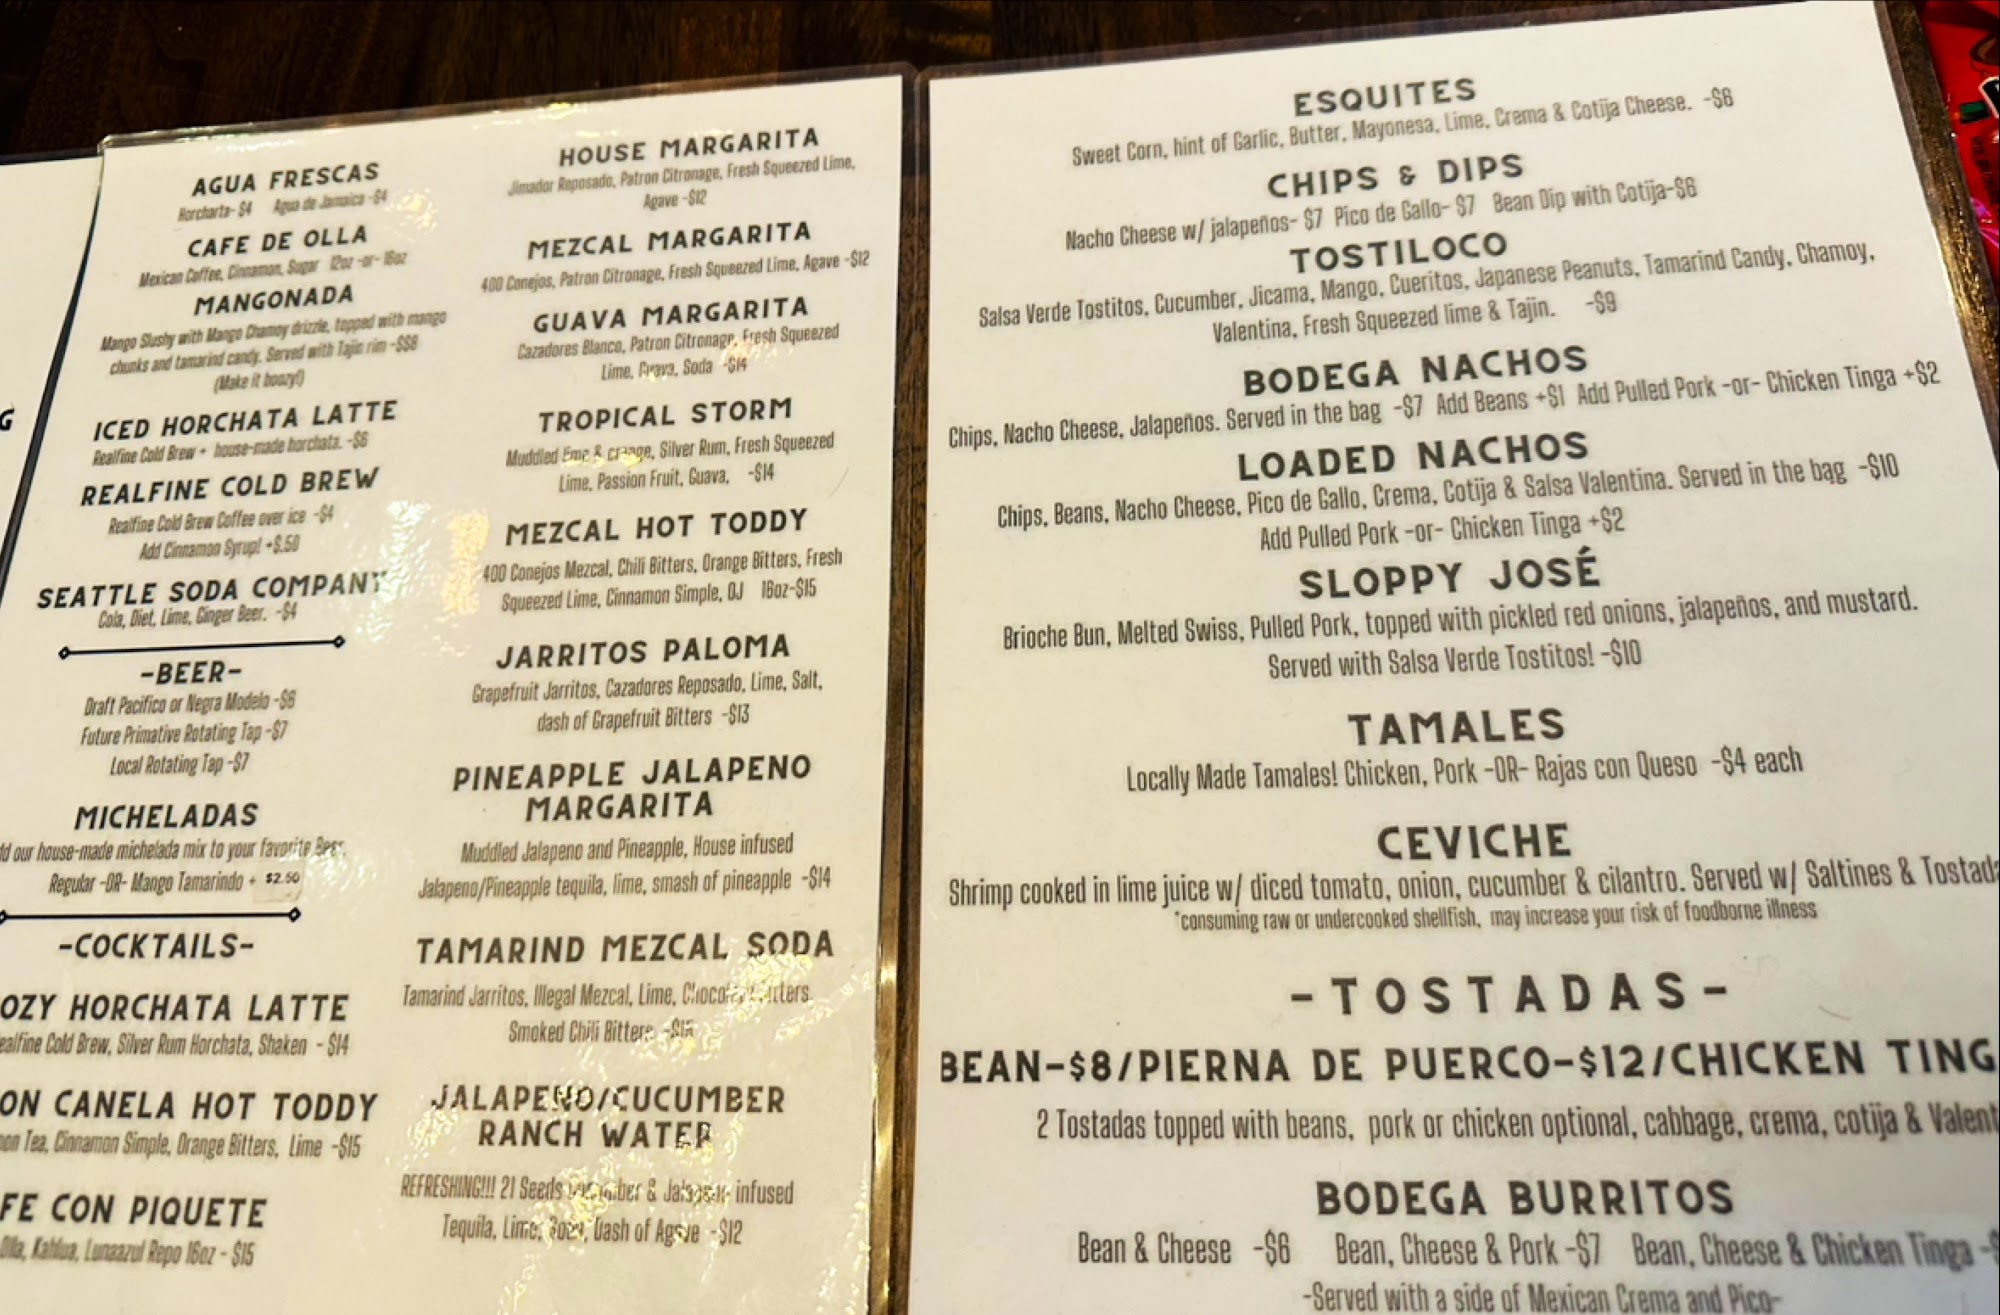 G
AGUA FRESCAS
Horcharta- $4 Agua de Jamaica -$4
CAFE DE OLLA
Mexican Coffee, Cinnamon, Sugar 12oz -or- 16oz
MANGONADA
Mango Slushy with Mango Chamoy drizzle, topped with mango
chunks and tamarind candy. Served with Tajin rim -$$8
(Make it boozy!)
ICED HORCHATA LATTE
Realfine Cold Brew + house-made horchata. -$6
REALFINE COLD BREW
Realfine Cold Brew Coffee over ice -$4
Add Cinnamon Syrup! +$.50
SEATTLE SODA COMPANY
Cola, Diet, Lime, Ginger Beer. -$4
-BEER-
Draft Pacifico or Negra Modelo -$6
Future Primative Rotating Tap -$7
Local Rotating Tap -$7
MICHELADAS
dd our house-made michelada mix to your favorite Beer.
Regular -OR- Mango Tamarindo + $2.50
-COCKTAILS-
OZY HORCHATA LATTE
ealfine Cold Brew, Silver Rum Horchata, Shaken - $14
ON CANELA HOT TODDY
on Tea, Cinnamon Simple, Orange Bitters, Lime -$15
FE CON PIQUETE
Olla, Kahlua, Lunaazul Repo 16oz - $15
HOUSE MARGARITA
Jimador Reposado, Patron Citronage, Fresh Squeezed Lime,
Agave -$12
MEZCAL MARGARITA
400 Conejos, Patron Citronage, Fresh Squeezed Lime, Agave -$12
GUAVA MARGARITA
Cazadores Blanco, Patron Citronage, Fresh Squeezed
Lime, Guava, Soda -$14
TROPICAL STORM
Muddled & orange, Silver Rum, Fresh Squeezed
Lime, Passion Fruit, Guava, -$14
MEZCAL HOT TODDY
400 Conejos Mezcal, Chili Bitters, Orange Bitters, Fresh
Squeezed Lime, Cinnamon Simple, OJ 16oz-$15
JARRITOS PALOMA
Grapefruit Jarritos, Cazadores Reposado, Lime, Salt,
dash of Grapefruit Bitters -$13
PINEAPPLE JALAPENO
MARGARITA
Muddled Jalapeno and Pineapple, House infused
Jalapeno/Pineapple tequila, lime, smash of pineapple -$14
TAMARIND MEZCAL SODA
Tamarind Jarritos, Illegal Mezcal, Lime, Chocolate Bitters,
Smoked Chili Bitters
JALAPENO/CUCUMBER
RANCH WATER
REFRESHING!!! 21 Seeds Cucumber & Jalapeno infused
Tequila, Lime, Soda, Dash of Agave -$12
ESQUITES
Sweet Corn, hint of Garlic, Butter, Mayonesa, Lime, Crema & Cotija Cheese. -$6
CHIPS & DIPS
Nacho Cheese w/ jalapeños- $7 Pico de Gallo- $7 Bean Dip with Cotija-$6
TOSTILOCO
Salsa Verde Tostitos, Cucumber, Jicama, Mango, Cueritos, Japanese Peanuts, Tamarind Candy, Chamoy,
Valentina, Fresh Squeezed lime & Tajin. -$9
BODEGA NACHOS
Chips, Nacho Cheese, Jalapeños. Served in the bag -$7 Add Beans +$1 Add Pulled Pork -or- Chicken Tinga +$2
LOADED NACHOS
Chips, Beans, Nacho Cheese, Pico de Gallo, Crema, Cotija & Salsa Valentina. Served in the bag -$10
Add Pulled Pork -or- Chicken Tinga +$2
SLOPPY JOSÉ
Brioche Bun, Melted Swiss, Pulled Pork, topped with pickled red onions, jalapeños, and mustard.
Served with Salsa Verde Tostitos! -$10
TAMALES
Locally Made Tamales! Chicken, Pork -OR- Rajas con Queso -$4 each
CEVICHE
Shrimp cooked in lime juice w/ diced tomato, onion, cucumber & cilantro. Served w/ Saltines & Tostad
*consuming raw or undercooked shellfish, may increase your risk of foodborne illness
-TOSTADAS-
BEAN-$8/PIERNA DE PUERCO-$12/CHICKEN TING
2 Tostadas topped with beans, pork or chicken optional, cabbage, crema, cotija & Valent
BODEGA BURRITOS
Bean & Cheese -$6 Bean, Cheese & Pork -$7 Bean, Cheese & Chicken Tinga -$
-Served with a side of Mexican Crema and Pico-